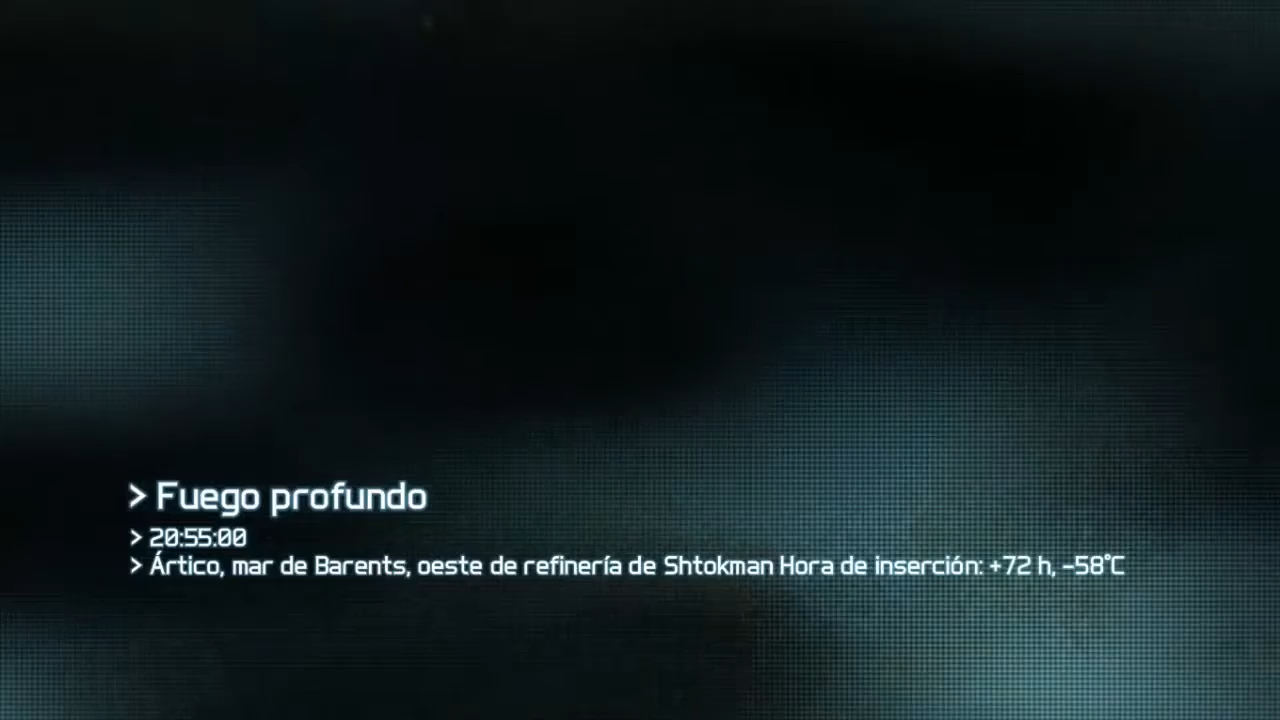 > Fuego profundo
> 20:55:00
> Ártico, mar de Barents, oeste de refinería de Shtokman Hora de inserción: +72 h, -58°C